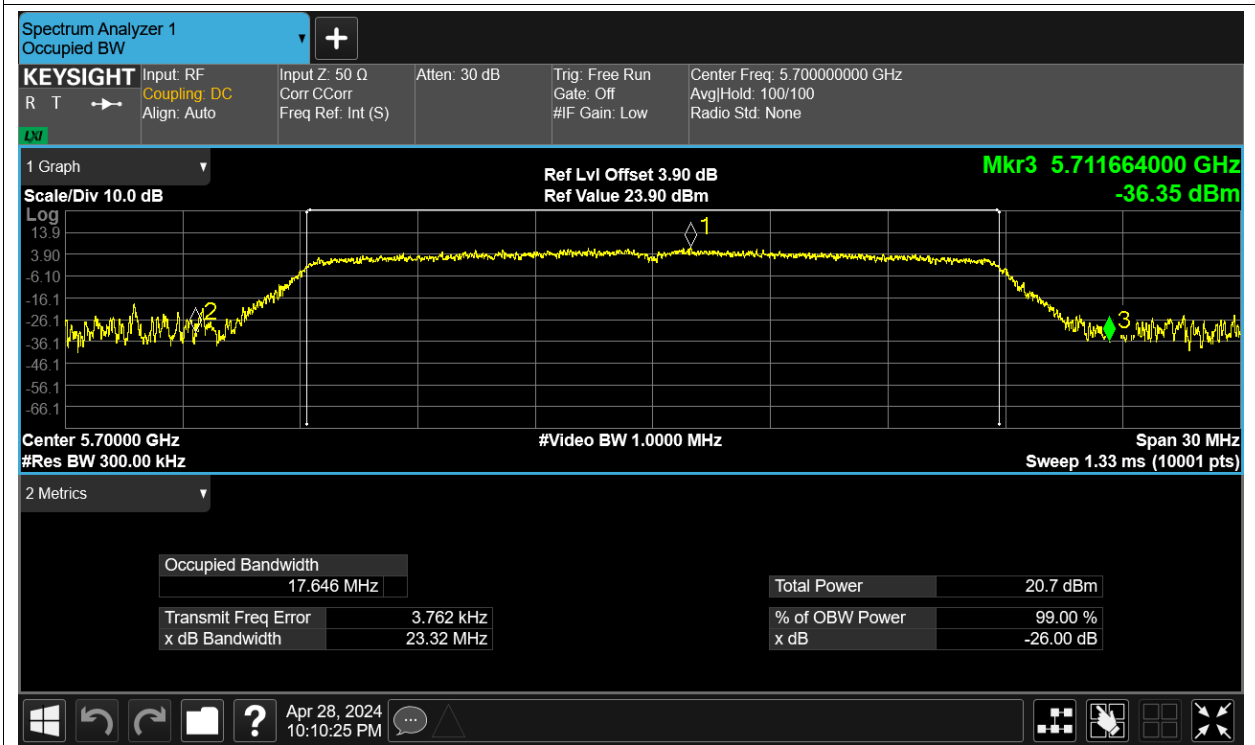 Spectrum Analyzer 1
Occupied BW
+
KEYSIGHT
R T
LXI
Input: RF
Coupling: DC
Align: Auto
Input Z: 50 Ω
Corr CCorr
Freq Ref: Int (S)
Atten: 30 dB
Trig: Free Run
Gate: Off
#IF Gain: Low
Center Freq: 5.700000000 GHz
Avg|Hold: 100/100
Radio Std: None
1 Graph
Scale/Div 10.0 dB
Ref Lvl Offset 3.90 dB
Ref Value 23.90 dBm
Mkr3 5.711664000 GHz
-36.35 dBm
Log
13.9
3.90
-6.10
-16.1
-26.1
-36.1
-46.1
-56.1
-66.1
1
2
3
Center 5.70000 GHz
#Res BW 300.00 kHz
#Video BW 1.0000 MHz
Span 30 MHz
Sweep 1.33 ms (10001 pts)
2 Metrics
Occupied Bandwidth
17.646 MHz
Transmit Freq Error 3.762 kHz
x dB Bandwidth 23.32 MHz
Total Power 20.7 dBm
% of OBW Power 99.00 %
x dB -26.00 dB
?
Apr 28, 2024
10:10:25 PM